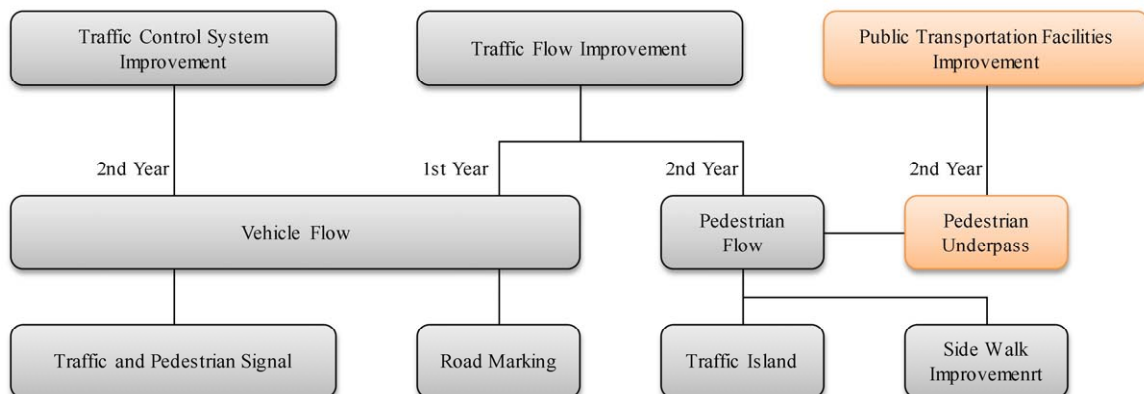 Traffic Control System
Improvement
Traffic Flow Improvement
Public Transportation Facilities
Improvement
2nd Year
1st Year
2nd Year
2nd Year
Vehicle Flow
Pedestrian
Flow
Pedestrian
Underpass
Traffic and Pedestrian Signal
Road Marking
Traffic Island
Side Walk
Improvemenrt